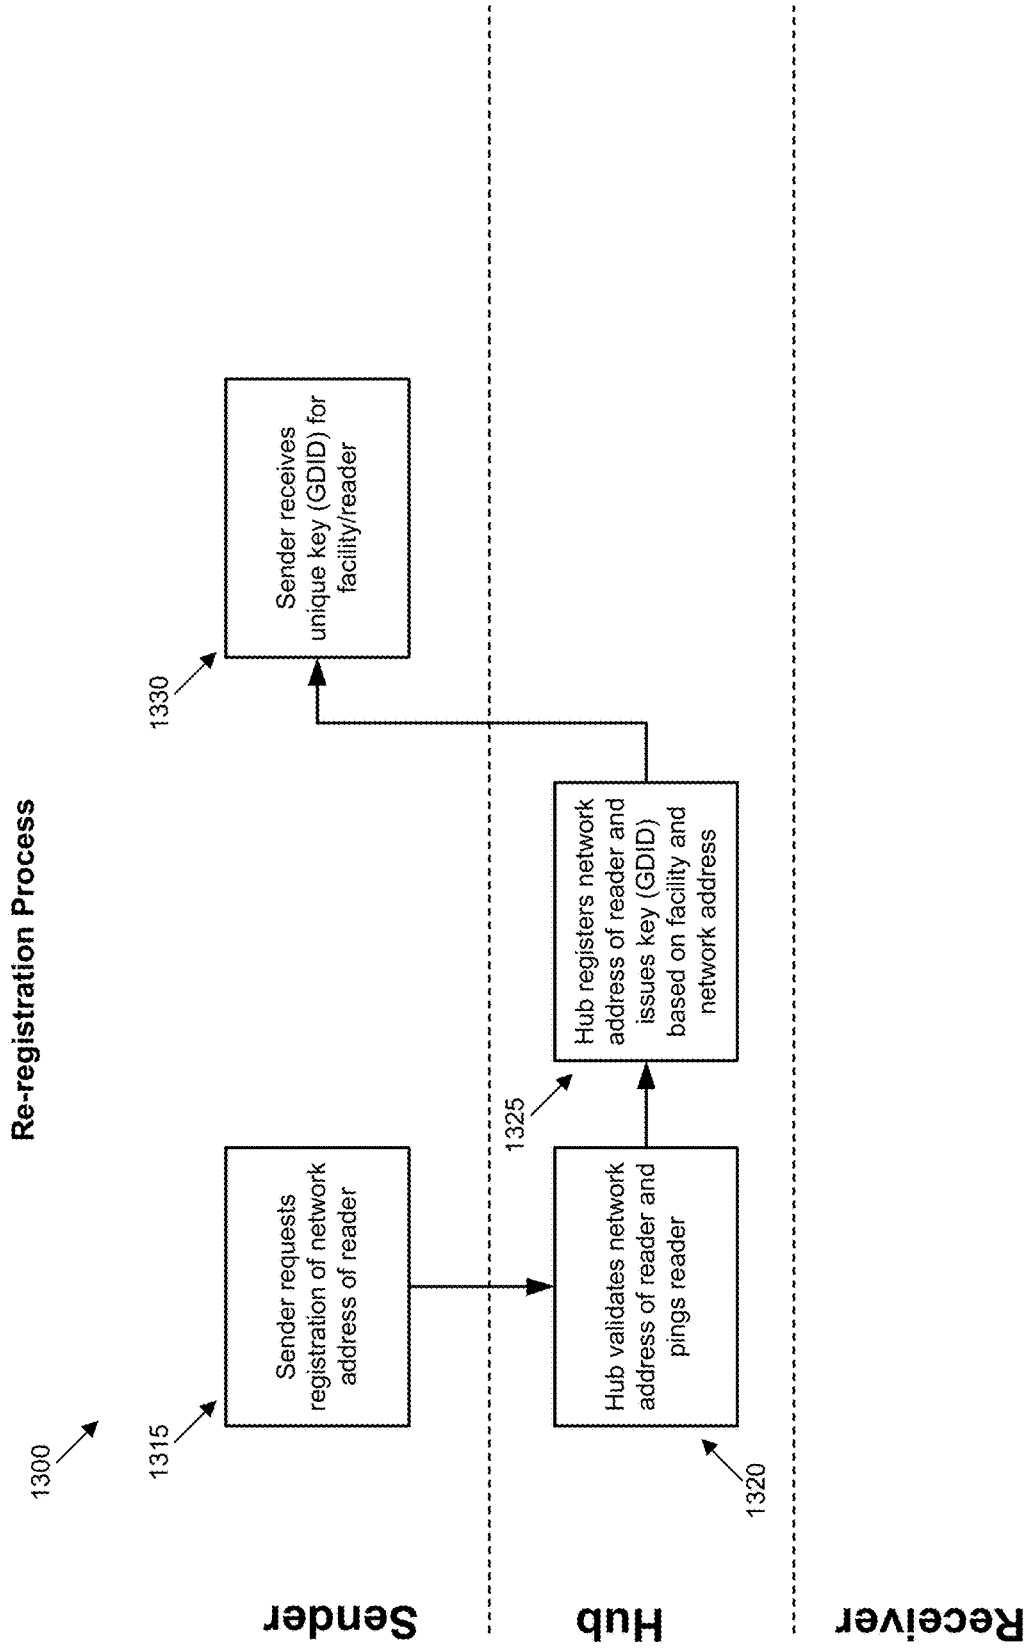 Re-registration Process
1300
Sender
1315
Sender requests
registration of network
address of reader
1330
Sender receives
unique key (GDID) for
facility/reader
Hub
1320
Hub validates network
address of reader and
pings reader
1325
Hub registers network
address of reader and
issues key (GDID)
based on facility and
network address
Receiver